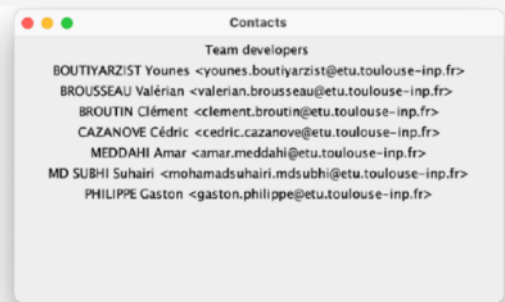 Contacts
Team developers
BOUTIYARZIST Younes <younes.boutiyarzist@etu.toulouse-inp.fr>
BROUSSEAU Valérian <valerian.brousseau@etu.toulouse-inp.fr>
BROUTIN Clément <clement.broutin@etu.toulouse-inp.fr>
CAZANOVE Cédric <cedric.cazanove@etu.toulouse-inp.fr>
MEDDAHI Amar <amar.meddahi@etu.toulouse-inp.fr>
MD SUBHI Suhairi <mohamadsuhairi.mdsubhi@etu.toulouse-inp.fr>
PHILIPPE Gaston <gaston.philippe@etu.toulouse-inp.fr>